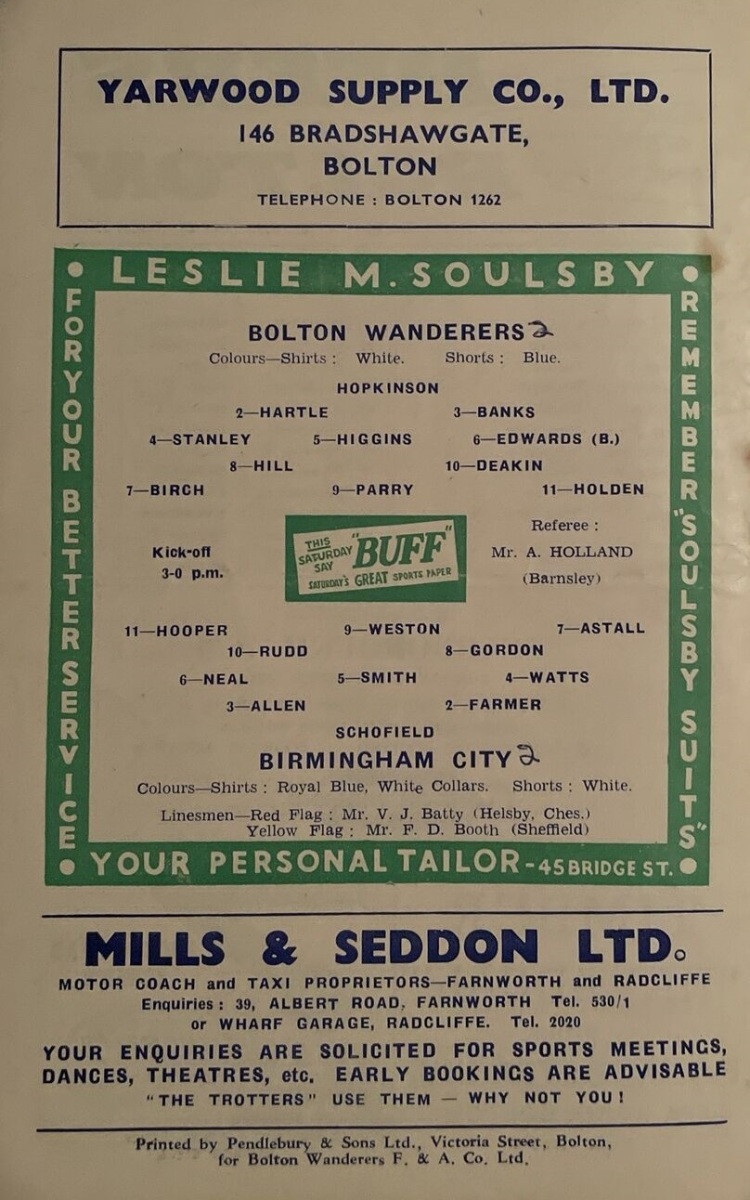 YARWOOD SUPPLY CO., LTD.
146 BRADSHAWGATE,
BOLTON
TELEPHONE : BOLTON 1262
• LESLIE M. SOULSBY •
FOR YOUR BETTER SERVICE
REMEMBER "SOULSBY SUITS"
BOLTON WANDERERS 2
Colours—Shirts : White. Shorts : Blue.
HOPKINSON
2—HARTLE 3—BANKS
4—STANLEY 5—HIGGINS 6—EDWARDS (B.)
8—HILL 10—DEAKIN
7—BIRCH 9—PARRY 11—HOLDEN
Kick-off
3-0 p.m.
THIS
SATURDAY
SAY
"BUFF"
SATURDAY'S GREAT SPORTS PAPER
Referee :
Mr. A. HOLLAND
(Barnsley)
11—HOOPER 9—WESTON 7—ASTALL
10—RUDD 8—GORDON
6—NEAL 5—SMITH 4—WATTS
3—ALLEN 2—FARMER
SCHOFIELD
BIRMINGHAM CITY 2
Colours—Shirts : Royal Blue, White Collars. Shorts : White.
Linesmen—Red Flag : Mr. V. J. Batty (Helsby, Ches.)
Yellow Flag : Mr. F. D. Booth (Sheffield)
• YOUR PERSONAL TAILOR - 45 BRIDGE ST. •
MILLS & SEDDON LTD.
MOTOR COACH and TAXI PROPRIETORS—FARNWORTH and RADCLIFFE
Enquiries : 39, ALBERT ROAD, FARNWORTH Tel. 530/1
or WHARF GARAGE, RADCLIFFE. Tel. 2020
YOUR ENQUIRIES ARE SOLICITED FOR SPORTS MEETINGS,
DANCES, THEATRES, etc. EARLY BOOKINGS ARE ADVISABLE
"THE TROTTERS" USE THEM — WHY NOT YOU !
Printed by Pendlebury & Sons Ltd., Victoria Street, Bolton,
for Bolton Wanderers F. & A. Co. Ltd.